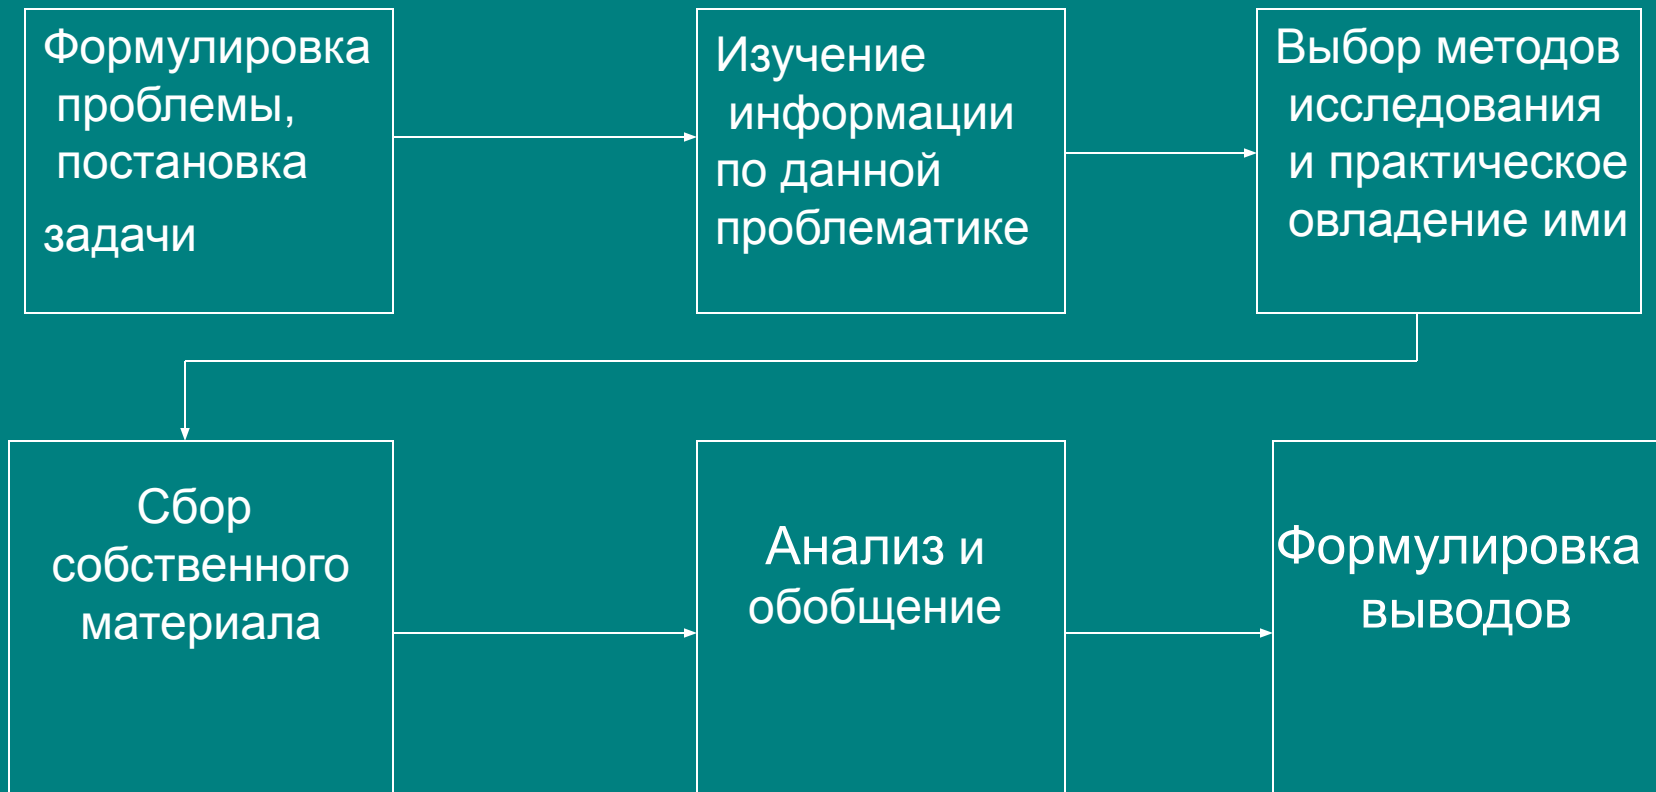 Формулировка
проблемы,
постановка
задачи
Изучение
информации
по данной
проблематике
Выбор методов
исследования
и практическое
овладение ими
Сбор
собственного
материала
Анализ и
обобщение
Формулировка
выводов